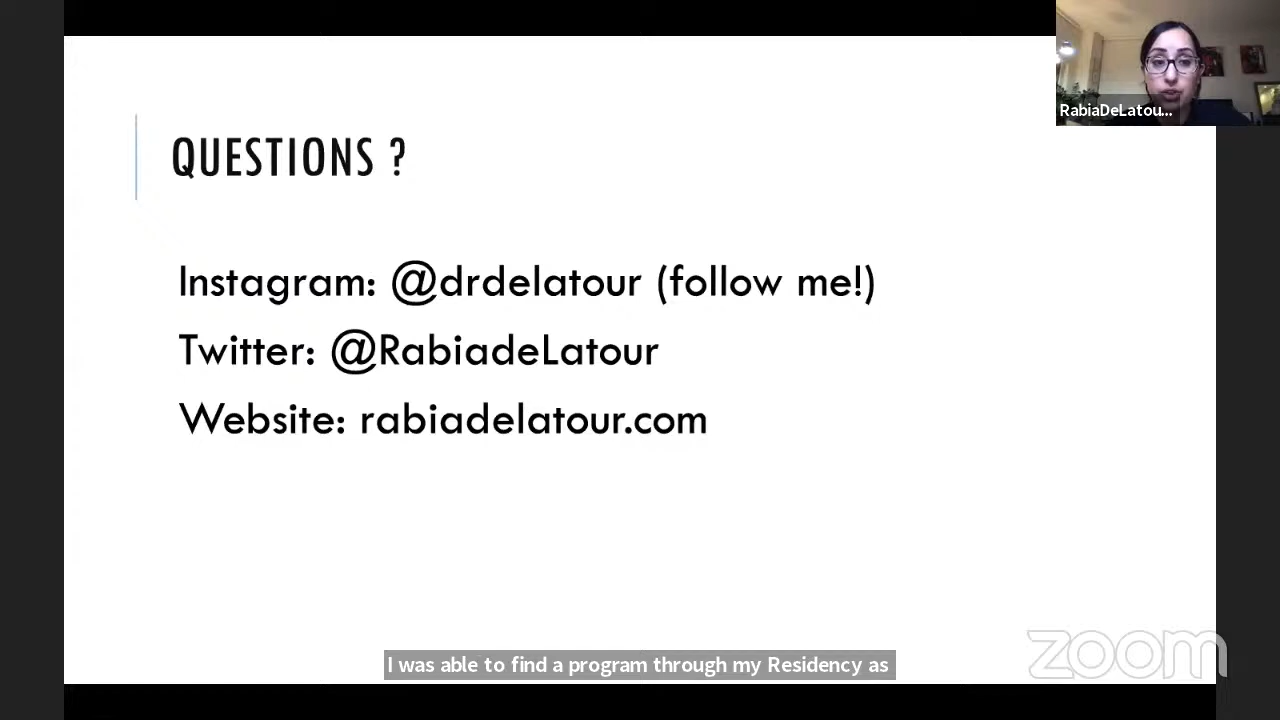 RabiaDeLatou...
QUESTIONS ?
Instagram: @drdelatour (follow me!)
Twitter: @RabiadeLatour
Website: rabiadelatour.com
I was able to find a program through my Residency as
zoom